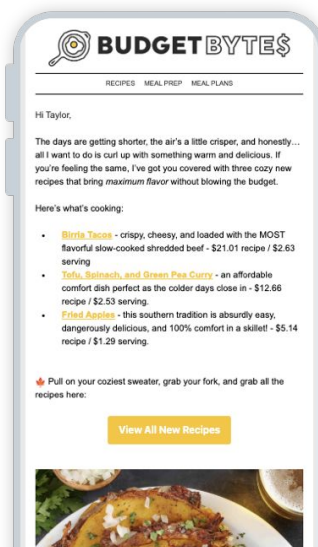 BUDGETBYTE$
RECIPES MEAL PREP MEAL PLANS
Hi Taylor,
The days are getting shorter, the air's a little crisper, and honestly…
all I want to do is curl up with something warm and delicious. If
you're feeling the same, I've got you covered with three cozy new
recipes that bring maximum flavor without blowing the budget.
Here's what's cooking:
• Birria Tacos - crispy, cheesy, and loaded with the MOST
flavorful slow-cooked shredded beef - $21.01 recipe / $2.63
serving
• Tofu, Spinach, and Green Pea Curry - an affordable
comfort dish perfect as the colder days close in - $12.66
recipe / $2.53 serving.
• Fried Apples - this southern tradition is absurdly easy,
dangerously delicious, and 100% comfort in a skillet! - $5.14
recipe / $1.29 serving.
🍁 Pull on your coziest sweater, grab your fork, and grab all the
recipes here:
View All New Recipes